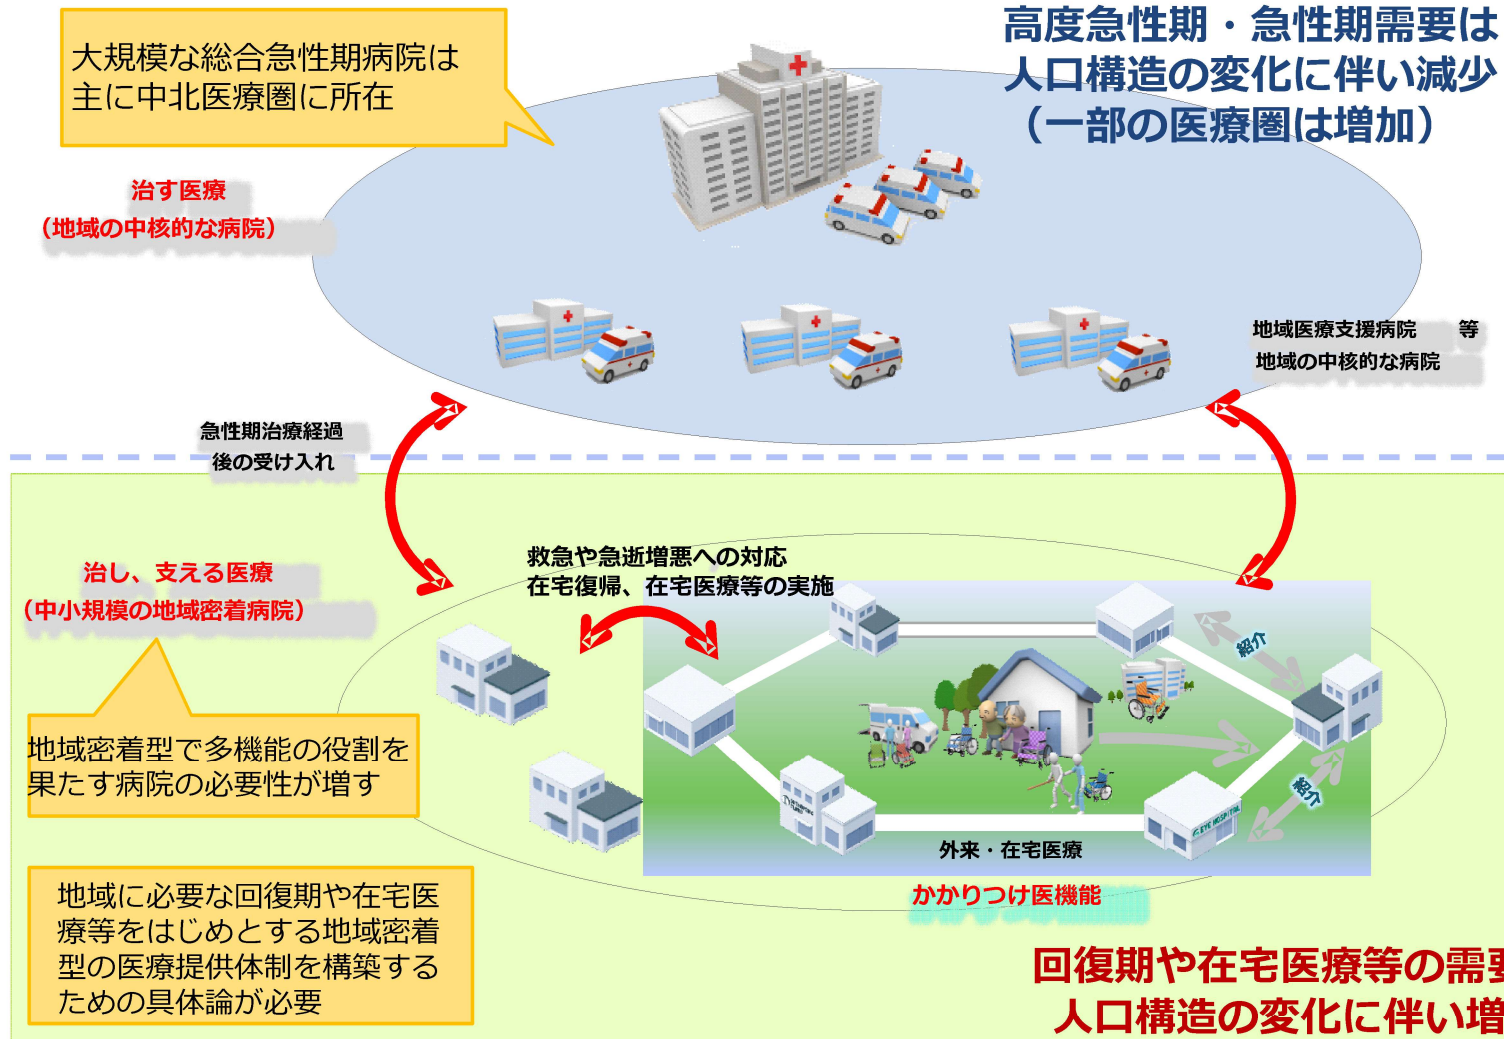 大規模な総合急性期病院は
主に中北医療圏に所在
高度急性期・急性期需要は
人口構造の変化に伴い減少
（一部の医療圏は増加）
治す医療
（地域の中核的な病院）
地域医療支援病院　等
地域の中核的な病院
急性期治療経過
後の受け入れ
治し、支える医療
（中小規模の地域密着病院）
救急や急逝増悪への対応
在宅復帰、在宅医療等の実施
紹介
紹介
EYE HOSPITAL
地域密着型で多機能の役割を
果たす病院の必要性が増す
外来・在宅医療
かかりつけ医機能
地域に必要な回復期や在宅医
療等をはじめとする地域密着
型の医療提供体制を構築する
ための具体論が必要
回復期や在宅医療等の需要
人口構造の変化に伴い増